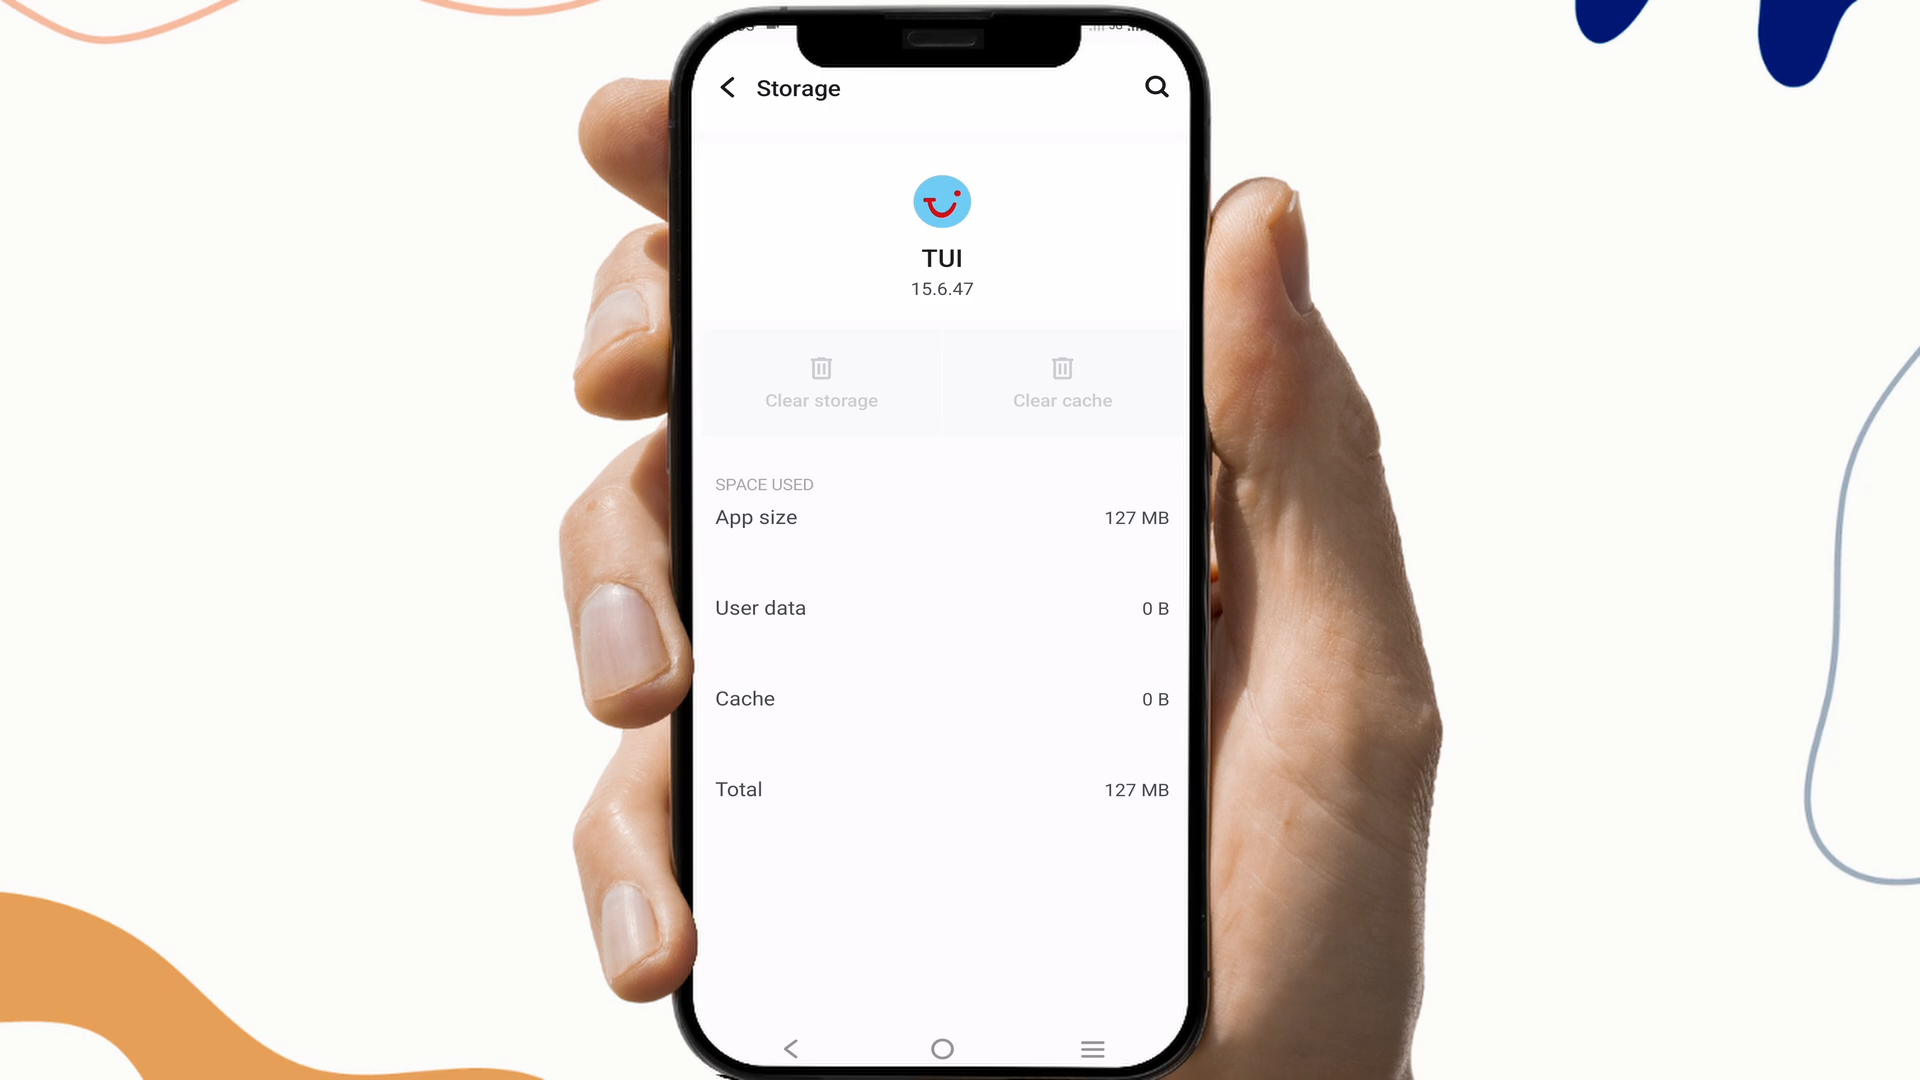 Storage
TUI
15.6.47
Clear storage
Clear cache
SPACE USED
App size
127 MB
User data
0 B
Cache
0 B
Total
127 MB